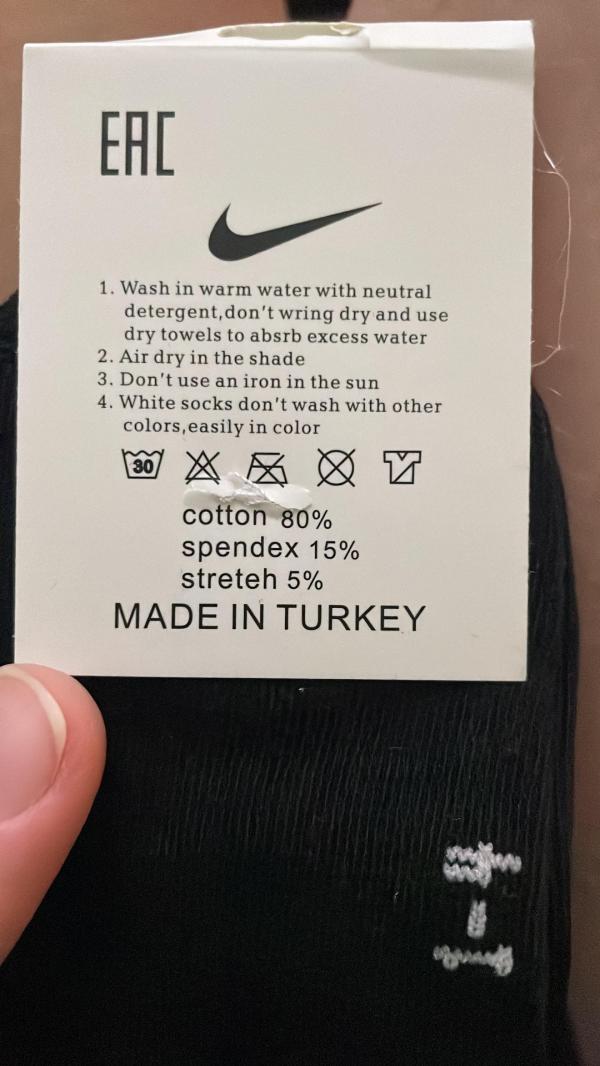 EAC
1. Wash in warm water with neutral
detergent,don't wring dry and use
dry towels to absrb excess water
2. Air dry in the shade
3. Don't use an iron in the sun
4. White socks don't wash with other
colors,easily in color
30
cotton 80%
spendex 15%
streteh 5%
MADE IN TURKEY